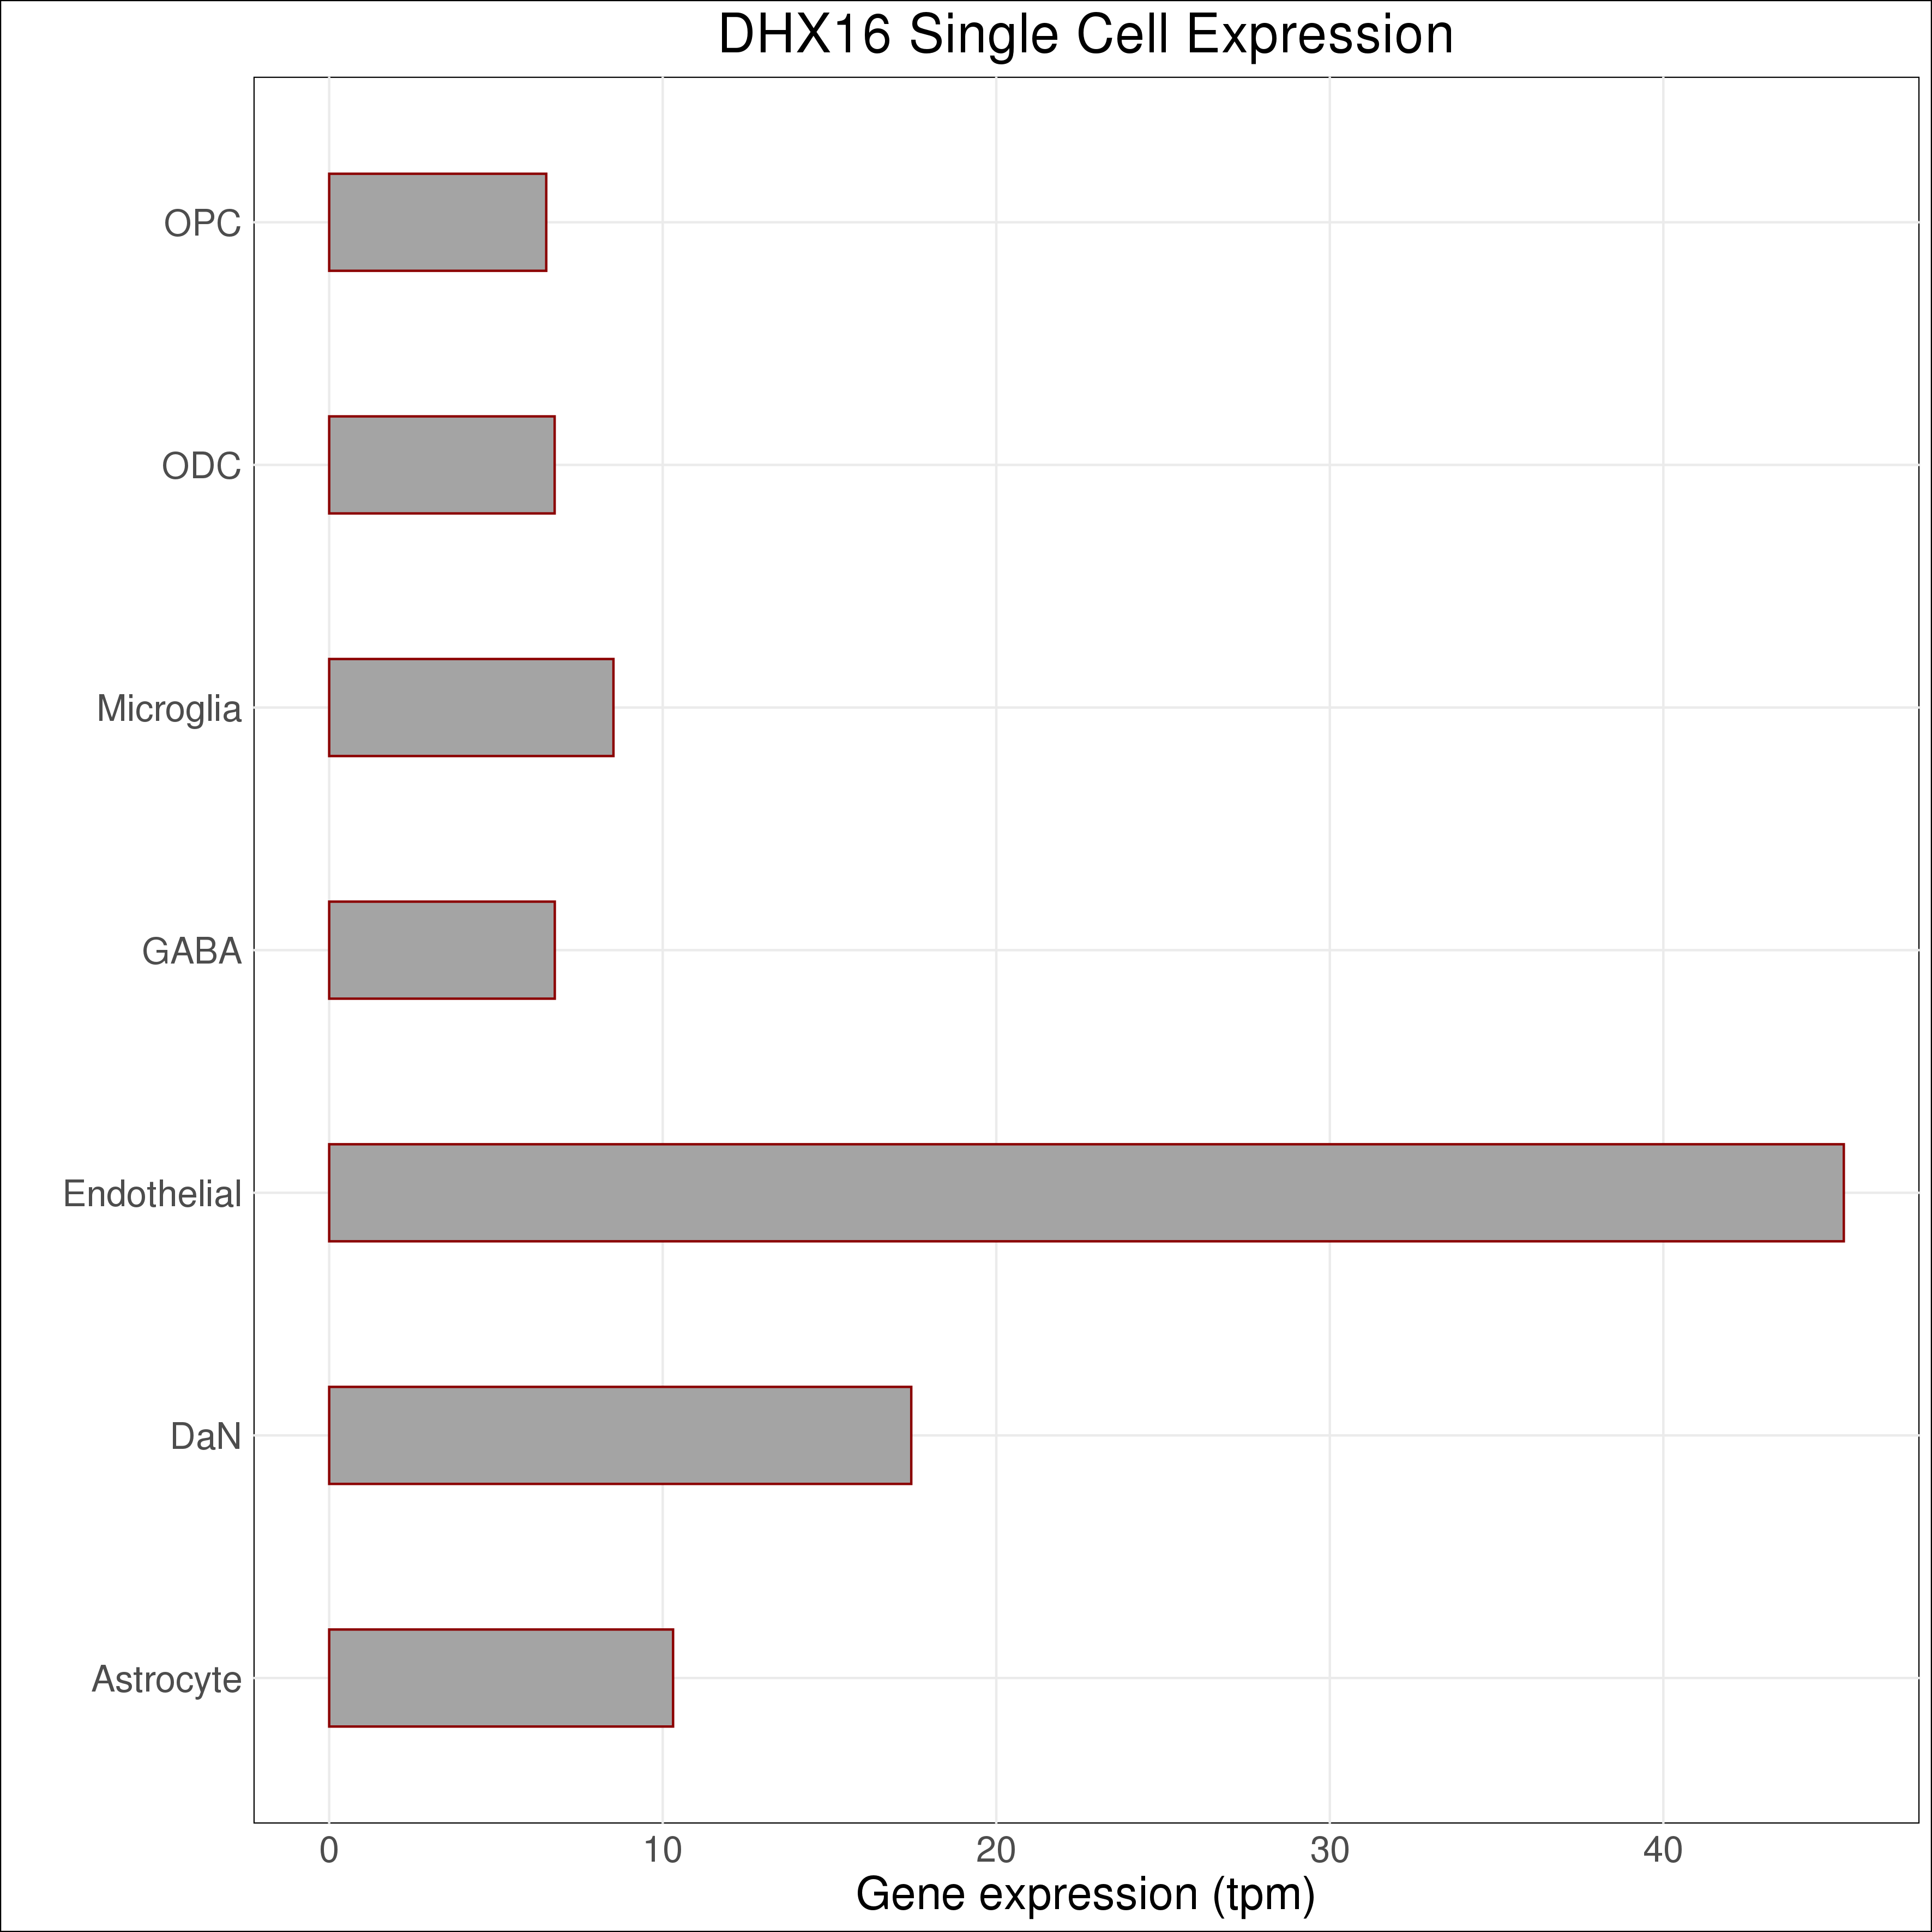 DHX16 Single Cell Expression
OPC
ODC
Microglia
GABA
Endothelial
DaN
Astrocyte
0 10 20 30 40
Gene expression (tpm)